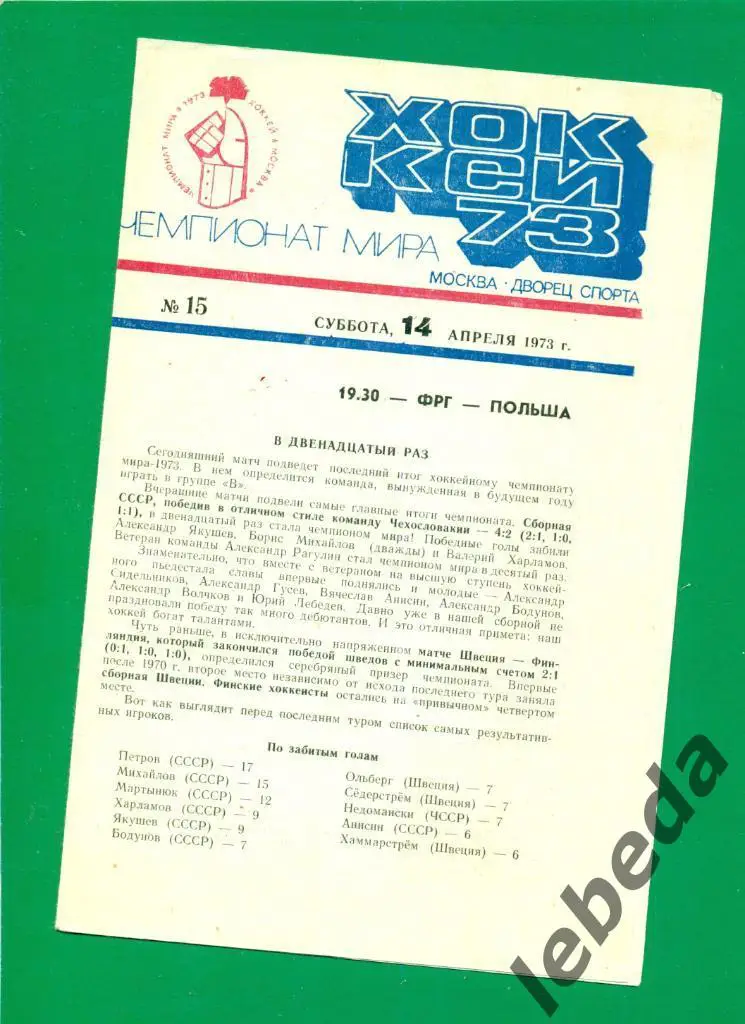 ЧЕМПИОНАТ МИРА • 1973 ХОККЕЙ МОСКВА
ХОК
КЕЙ
73
ЧЕМПИОНАТ МИРА
МОСКВА · ДВОРЕЦ СПОРТА
№ 15
СУББОТА, 14 АПРЕЛЯ 1973 г.
19.30 — ФРГ — ПОЛЬША
В ДВЕНАДЦАТЫЙ РАЗ
Сегодняшний матч подведет последний итог хоккейному чемпионату
мира-1973. В нем определится команда, вынужденная в будущем году
играть в группе «В».
Вчерашние матчи подвели самые главные итоги чемпионата. Сборная
СССР, победив в отличном стиле команду Чехословакии — 4:2 (2:1, 1:0,
1:1), в двенадцатый раз стала чемпионом мира! Победные голы забили
Александр Якушев, Борис Михайлов (дважды) и Валерий Харламов.
Ветеран команды Александр Рагулин стал чемпионом мира в десятый раз.
Знаменательно, что вместе с ветераном на высшую ступень хоккей-
ного пьедестала славы впервые поднялись и молодые — Александр
Сидельников, Александр Гусев, Вячеслав Анисин, Александр Бодунов,
Александр Волчков и Юрий Лебедев. Давно уже в нашей сборной не
праздновали победу так много дебютантов. И это отличная примета: наш
хоккей богат талантами.
Чуть раньше, в исключительно напряженном матче Швеция — Фин-
ляндия, который закончился победой шведов с минимальным счетом 2:1
(0:1, 1:0, 1:0), определился серебряный призер чемпионата. Впервые
после 1970 г. второе место независимо от исхода последнего тура заняла
сборная Швеции. Финские хоккеисты остались на «привычном» четвертом
месте.
Вот как выглядит перед последним туром список самых результатив-
ных игроков.
По забитым голам
Петров (СССР) — 17
Михайлов (СССР) — 15
Мартынюк (СССР) — 12
Харламов (СССР) — 9
Якушев (СССР) — 9
Бодунов (СССР) — 7
Ольберг (Швеция) — 7
Сёдерстрём (Швеция) — 7
Недомански (ЧССР) — 7
Анисин (СССР) — 6
Хаммарстрём (Швеция) — 6
lebeda